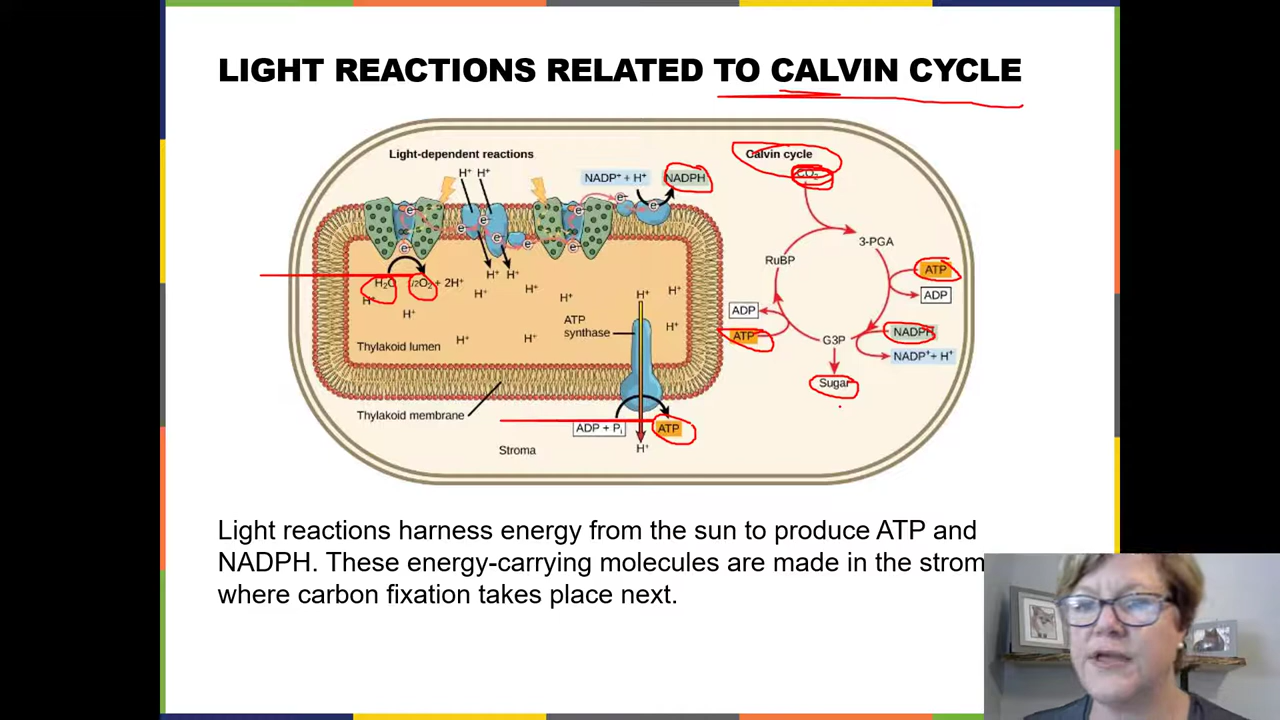 LIGHT REACTIONS RELATED TO CALVIN CYCLE
Light-dependent reactions
H⁺ H⁺
NADP⁺ + H⁺
NADPH
e⁻
e⁻
e⁻
e⁻
e⁻
e⁻
e⁻
e⁻
e⁻
e⁻
H₂O
½O₂ + 2H⁺
H⁺ H⁺
H⁺
H⁺
H⁺
H⁺
H⁺
H⁺
H⁺
H⁺
H⁺
H⁺
ATP
synthase
Thylakoid lumen
Thylakoid membrane
ADP + Pᵢ
ATP
H⁺
Stroma
Calvin cycle
CO₂
3-PGA
RuBP
ATP
ADP
ADP
ATP
NADPH
NADP⁺+ H⁺
G3P
Sugar
Light reactions harness energy from the sun to produce ATP and
NADPH. These energy-carrying molecules are made in the strom
where carbon fixation takes place next.